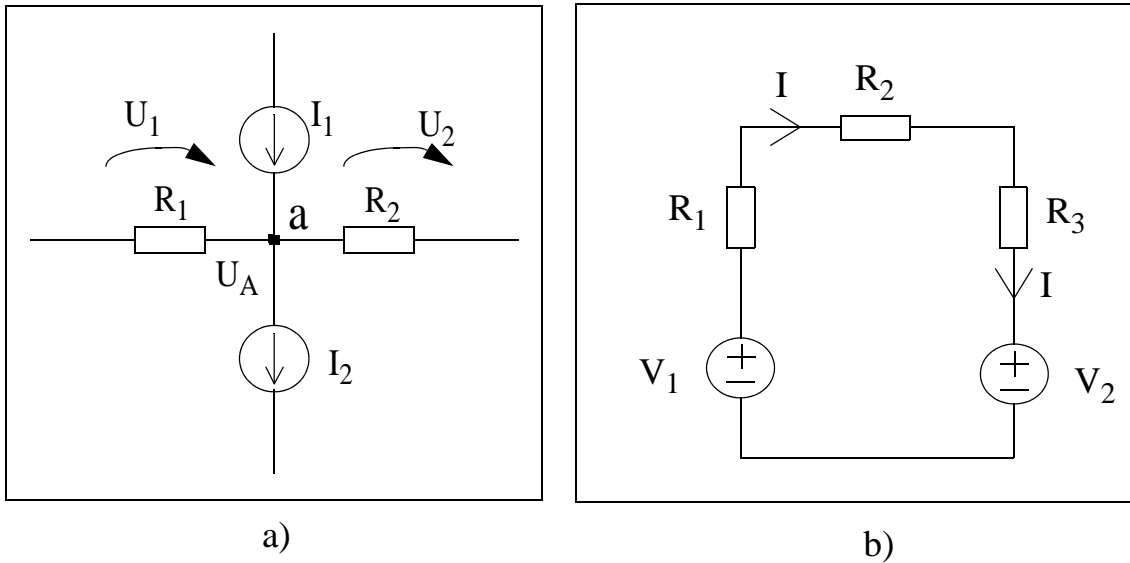 U1
I1
U2
R1
a
R2
UA
I2
a)
I
R2
R1
R3
I
V1
+
−
+
−
V2
b)